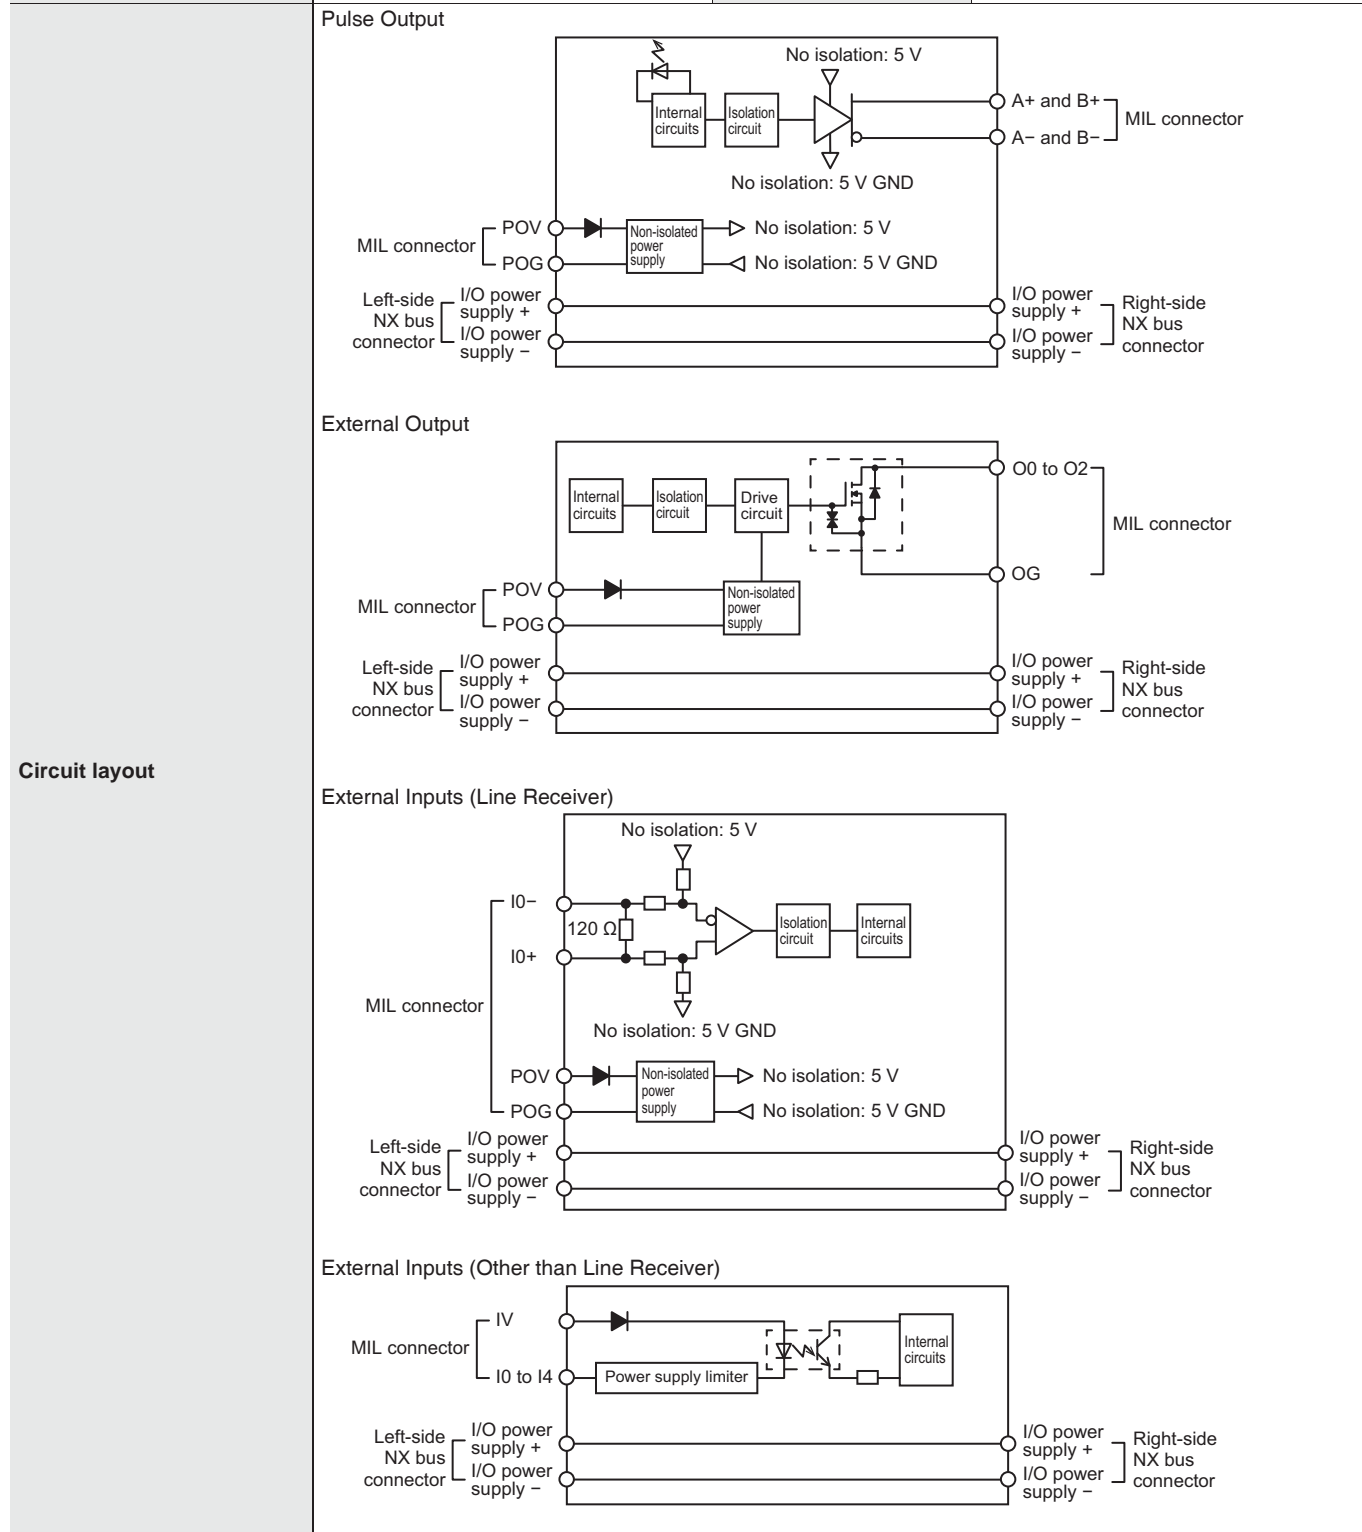 Circuit layout
Pulse Output
No isolation: 5 V
Internal
circuits
Isolation
circuit
A+ and B+
A− and B−
MIL connector
No isolation: 5 V GND
MIL connector
POV
POG
Non-isolated
power
supply
No isolation: 5 V
No isolation: 5 V GND
Left-side
NX bus
connector
I/O power
supply +
I/O power
supply −
I/O power
supply +
I/O power
supply −
Right-side
NX bus
connector
External Output
Internal
circuits
Isolation
circuit
Drive
circuit
O0 to O2
OG
MIL connector
MIL connector
POV
POG
Non-isolated
power
supply
Left-side
NX bus
connector
I/O power
supply +
I/O power
supply −
I/O power
supply +
I/O power
supply −
Right-side
NX bus
connector
External Inputs (Line Receiver)
No isolation: 5 V
I0−
120 Ω
I0+
Isolation
circuit
Internal
circuits
MIL connector
No isolation: 5 V GND
POV
POG
Non-isolated
power
supply
No isolation: 5 V
No isolation: 5 V GND
Left-side
NX bus
connector
I/O power
supply +
I/O power
supply −
I/O power
supply +
I/O power
supply −
Right-side
NX bus
connector
External Inputs (Other than Line Receiver)
MIL connector
IV
I0 to I4
Power supply limiter
Internal
circuits
Left-side
NX bus
connector
I/O power
supply +
I/O power
supply −
I/O power
supply +
I/O power
supply −
Right-side
NX bus
connector